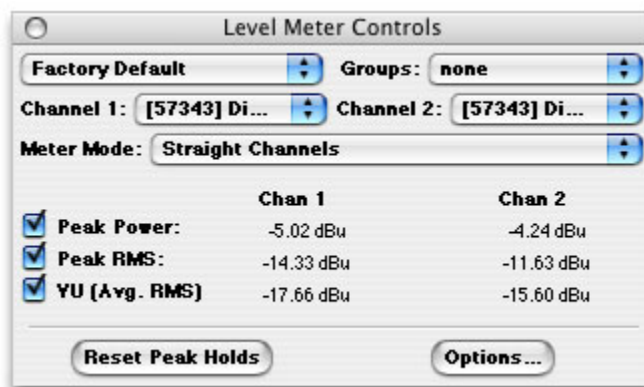 Level Meter Controls
Factory Default Groups: none
Channel 1: [57343] Di... Channel 2: [57343] Di...
Meter Mode: Straight Channels
Chan 1 Chan 2
Peak Power: -5.02 dBu -4.24 dBu
Peak RMS: -14.33 dBu -11.63 dBu
VU (Avg. RMS) -17.66 dBu -15.60 dBu
Reset Peak Holds Options...